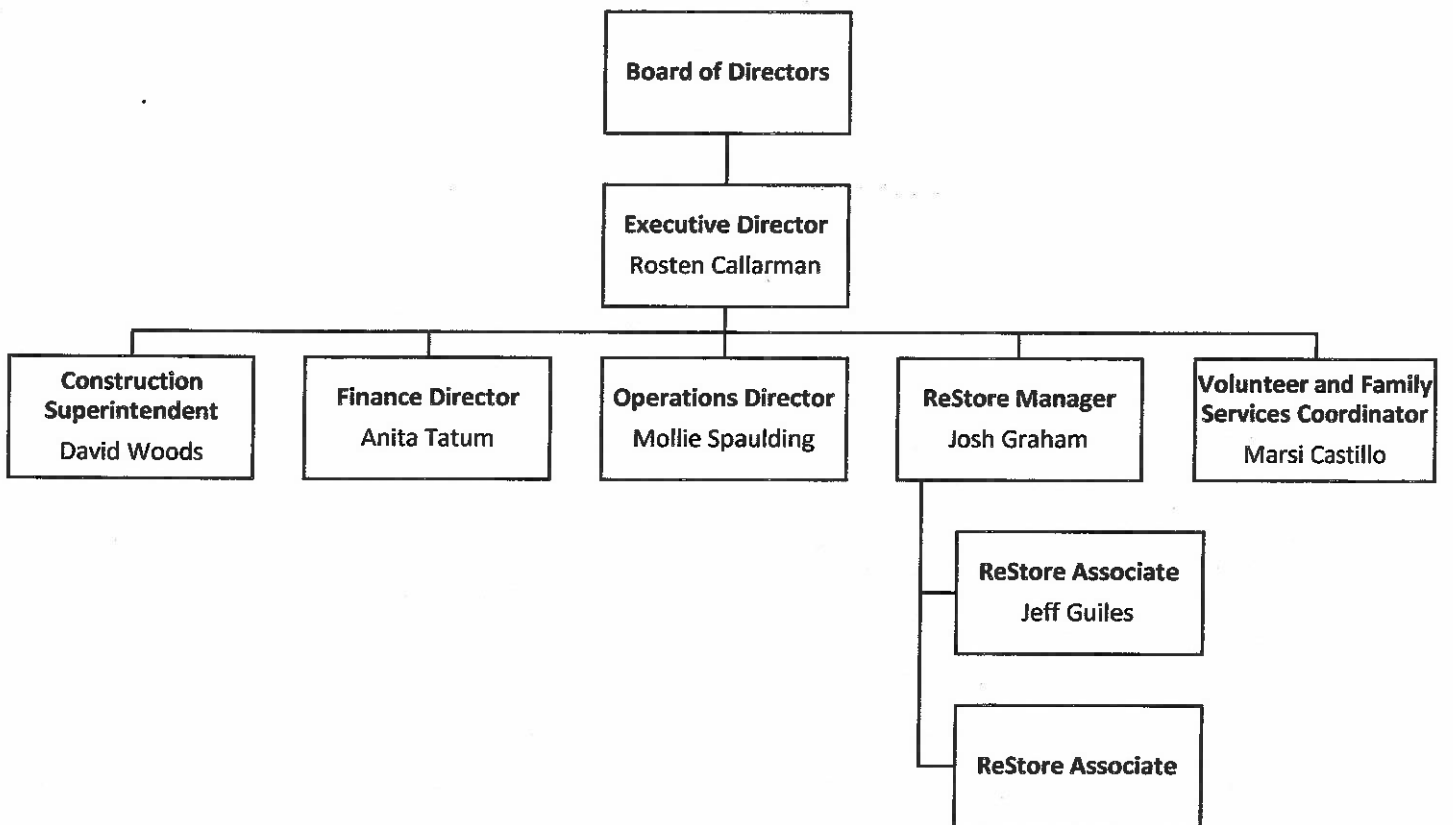 Board of Directors
Executive Director
Rosten Callarman
Construction
Superintendent
David Woods
Finance Director
Anita Tatum
Operations Director
Mollie Spaulding
ReStore Manager
Josh Graham
Volunteer and Family
Services Coordinator
Marsi Castillo
ReStore Associate
Jeff Guiles
ReStore Associate